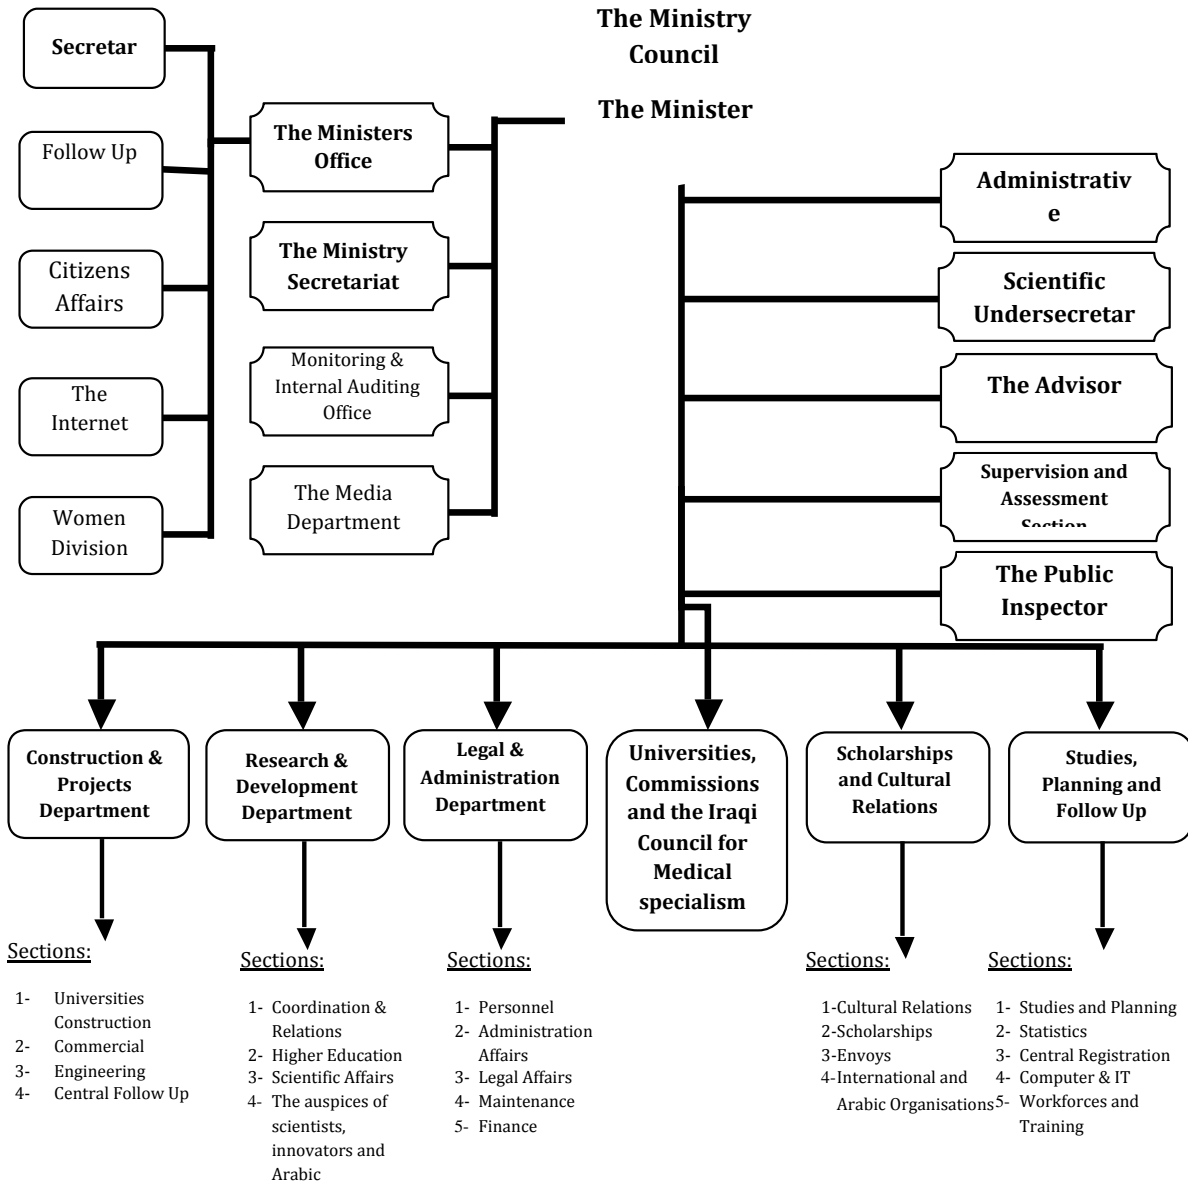 The Ministry
Council
The Minister
Secretar
Follow Up
Citizens
Affairs
The
Internet
Women
Division
The Ministers
Office
The Ministry
Secretariat
Monitoring &
Internal Auditing
Office
The Media
Department
Administrativ
e
Scientific
Undersecretar
The Advisor
Supervision and
Assessment
Section
The Public
Inspector
Construction &
Projects
Department
Research &
Development
Department
Legal &
Administration
Department
Universities,
Commissions
and the Iraqi
Council for
Medical
specialism
Scholarships
and Cultural
Relations
Studies,
Planning and
Follow Up
Sections:
1- Universities
Construction
2- Commercial
3- Engineering
4- Central Follow Up
Sections:
1- Coordination &
Relations
2- Higher Education
3- Scientific Affairs
4- The auspices of
scientists,
innovators and
Arabic
Sections:
1- Personnel
2- Administration
Affairs
3- Legal Affairs
4- Maintenance
5- Finance
Sections:
1-Cultural Relations
2-Scholarships
3-Envoys
4-International and
Arabic Organisations
Sections:
1- Studies and Planning
2- Statistics
3- Central Registration
4- Computer & IT
5- Workforces and
Training